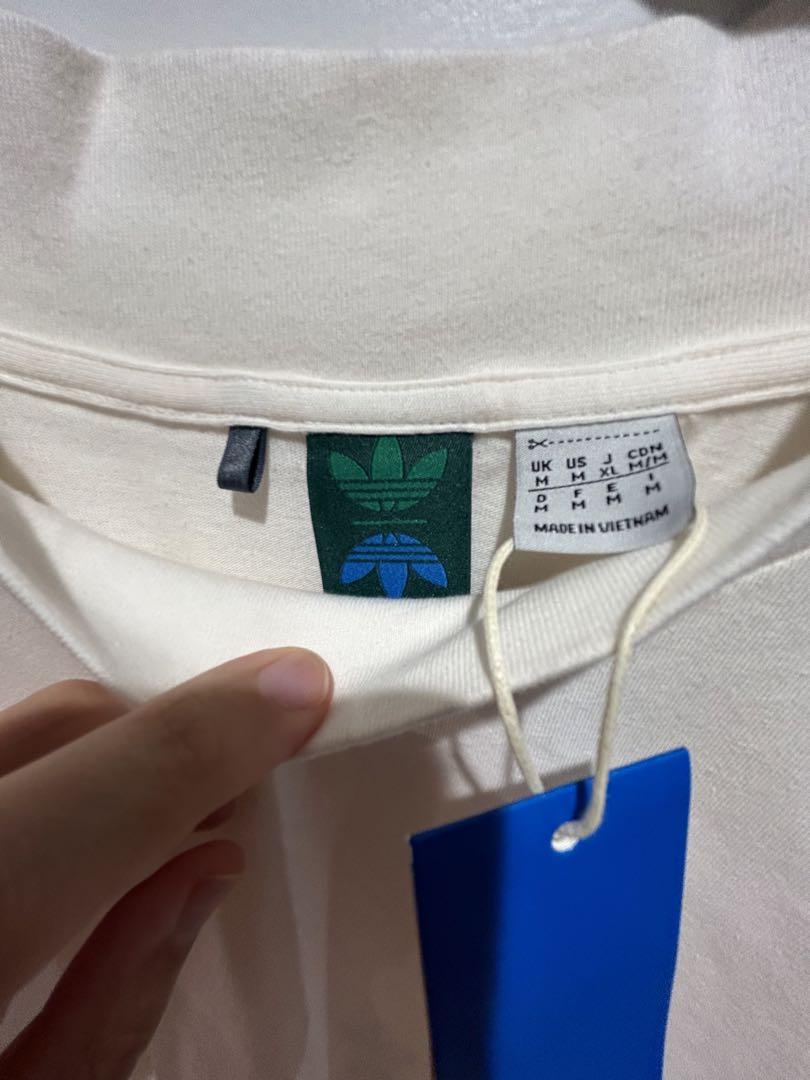 UK US J CDN
M M XL M/M
D F E I
M M M M
MADE IN VIETNAM